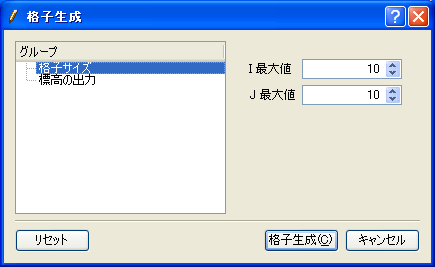 格子生成
グループ
格子サイズ
標高の出力
I 最大値 10
J 最大値 10
リセット 格子生成(C) キャンセル